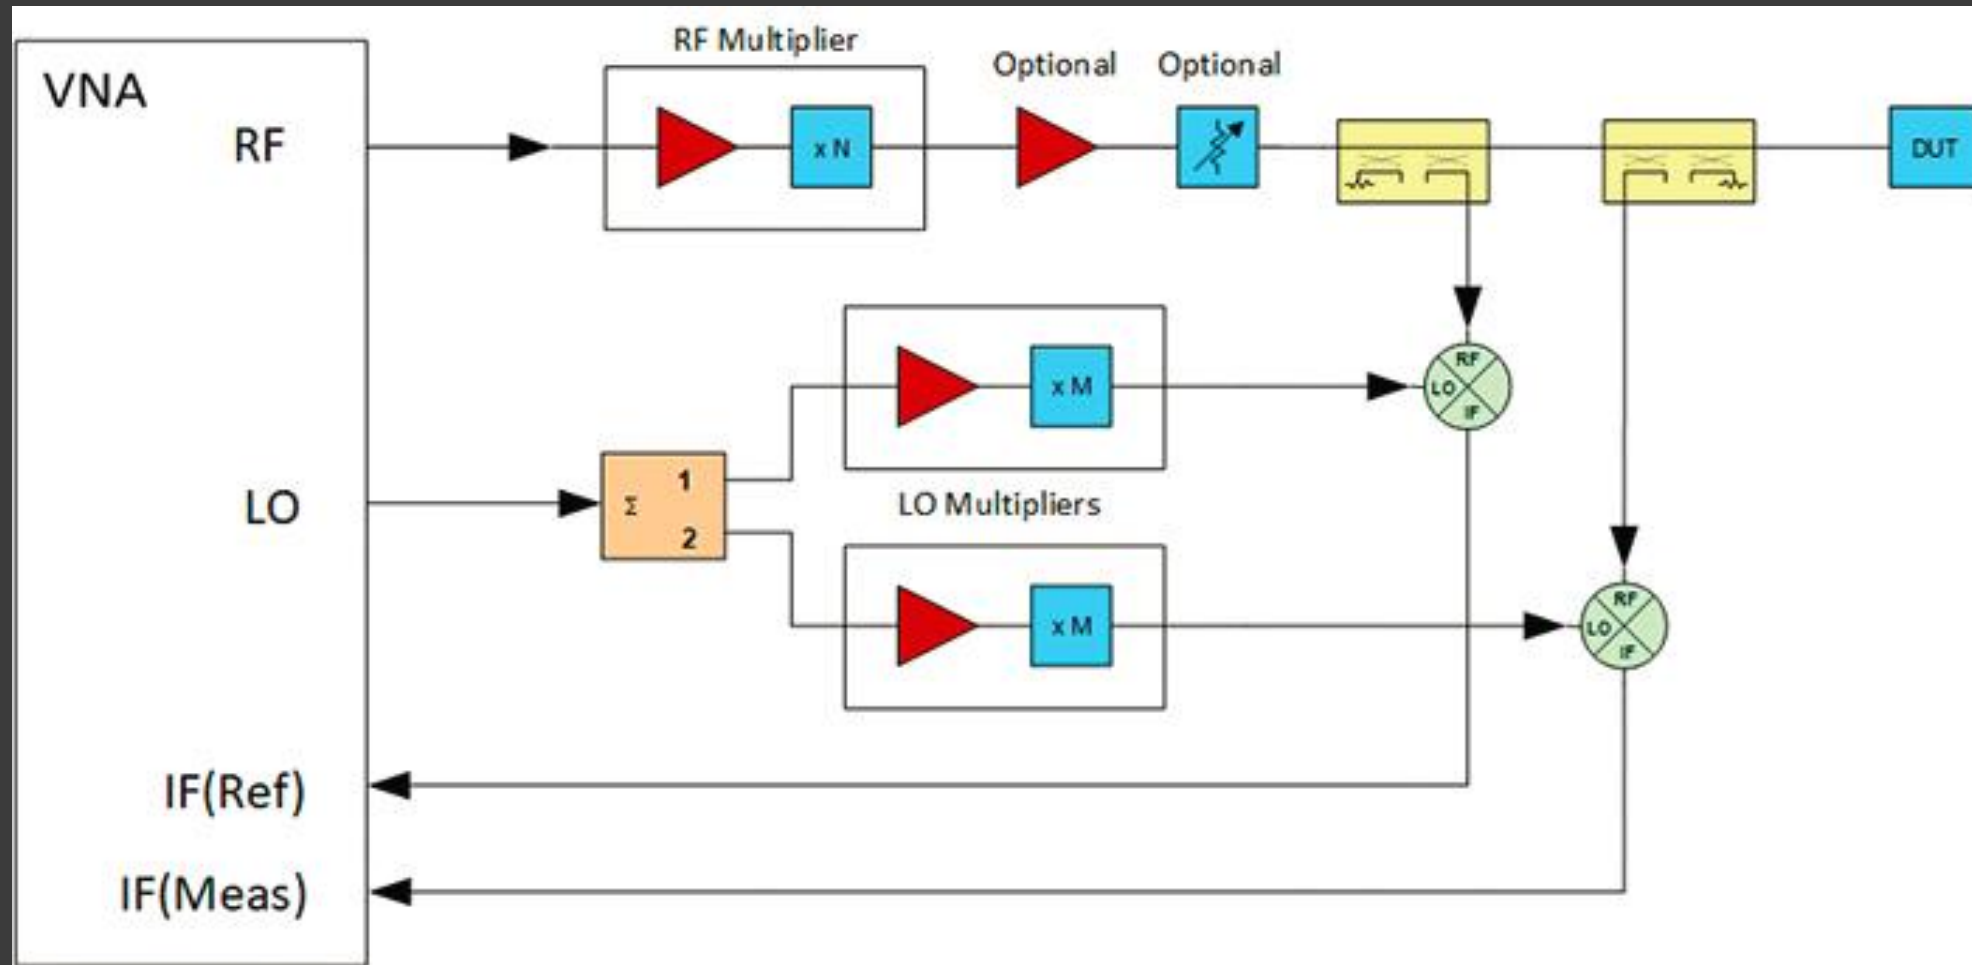 RF Multiplier
Optional
Optional
VNA
RF
x N
DUT
x M
RF
LO
IF
LO
Σ
1
2
LO Multipliers
x M
RF
LO
IF
IF(Ref)
IF(Meas)